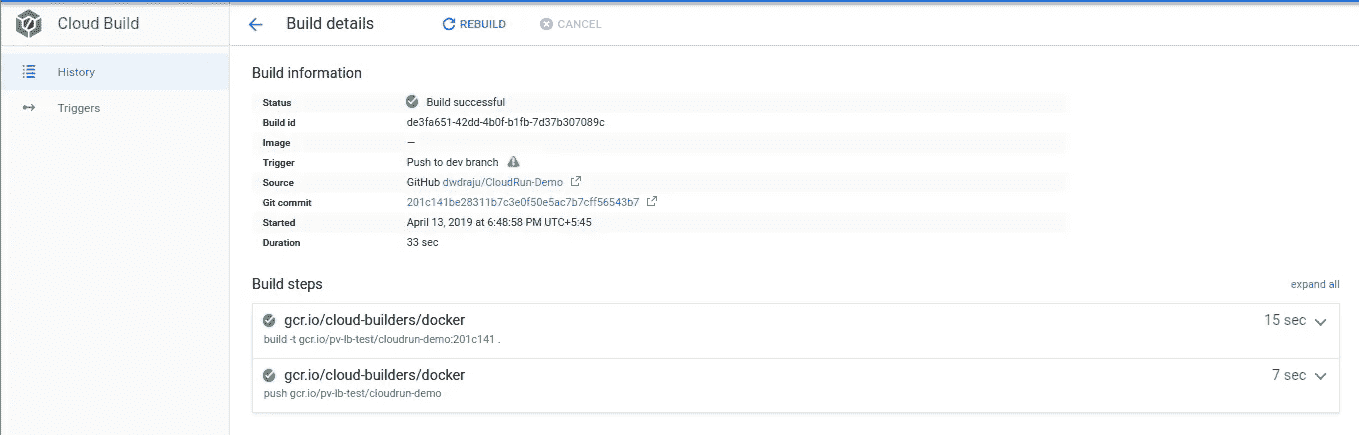 Cloud Build
Build details
REBUILD
CANCEL
History
Triggers
Build information
Status Build successful
Build id de3fa651-42dd-4b0f-b1fb-7d37b307089c
Image —
Trigger Push to dev branch
Source GitHub dwdraju/CloudRun-Demo
Git commit 201c141be28311b7c3e0f50e5ac7b7cff56543b7
Started April 13, 2019 at 6:48:58 PM UTC+5:45
Duration 33 sec
Build steps expand all
gcr.io/cloud-builders/docker 15 sec
build -t gcr.io/pv-lb-test/cloudrun-demo:201c141 .
gcr.io/cloud-builders/docker 7 sec
push gcr.io/pv-lb-test/cloudrun-demo